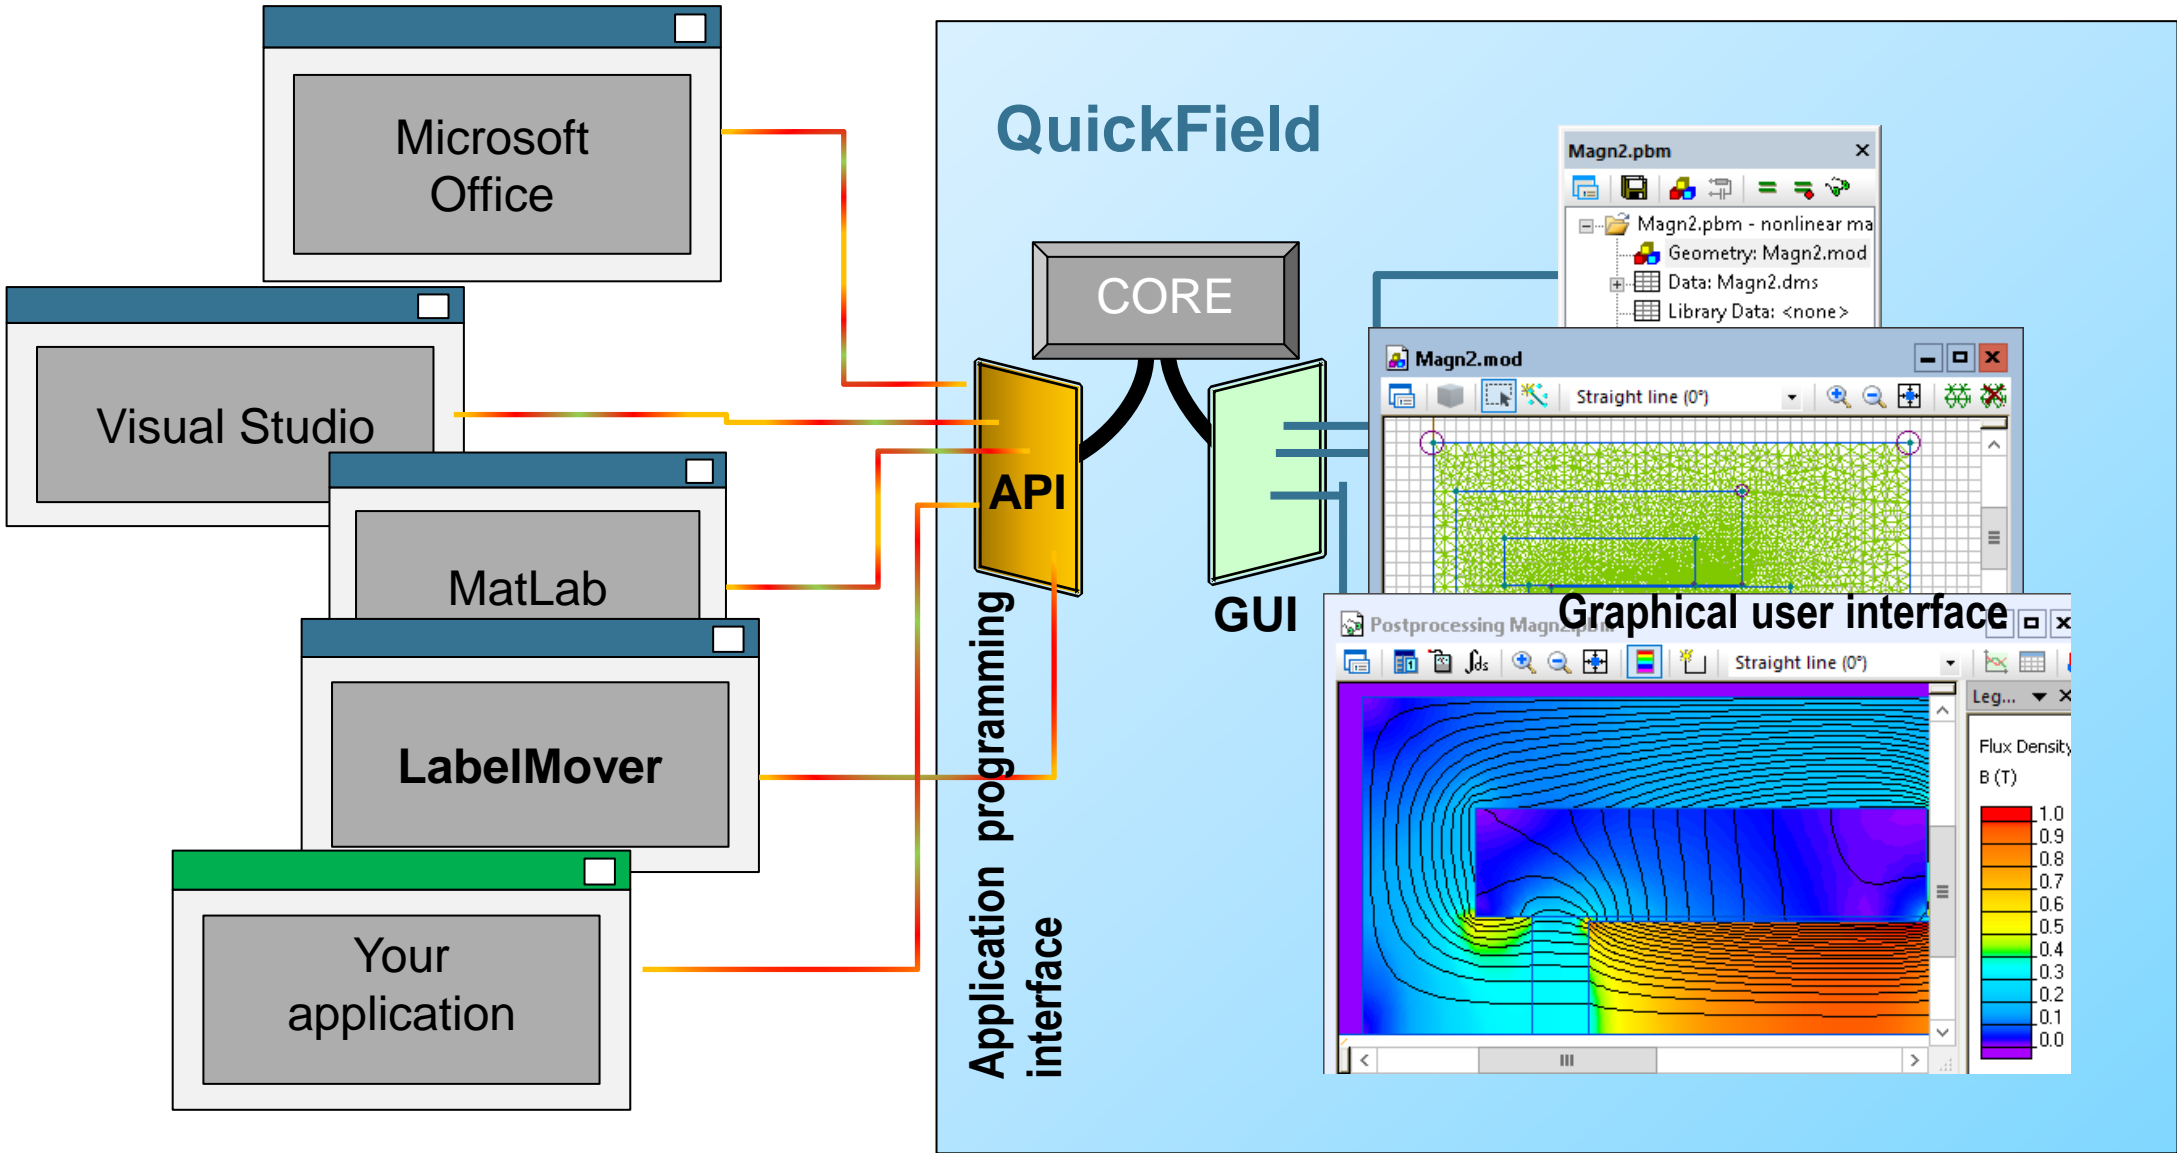 Microsoft
Office
Visual Studio
MatLab
LabelMover
Your
application
QuickField
CORE
API
GUI
Application programming
interface
Graphical user interface
Magn2.pbm
Magn2.pbm - nonlinear ma
Geometry: Magn2.mod
Data: Magn2.dms
Library Data: <none>
Magn2.mod
Straight line (0°)
Postprocessing Magn2.pbm
Straight line (0°)
Leg...
Flux Density
B (T)
1.0
0.9
0.8
0.7
0.6
0.5
0.4
0.3
0.2
0.1
0.0